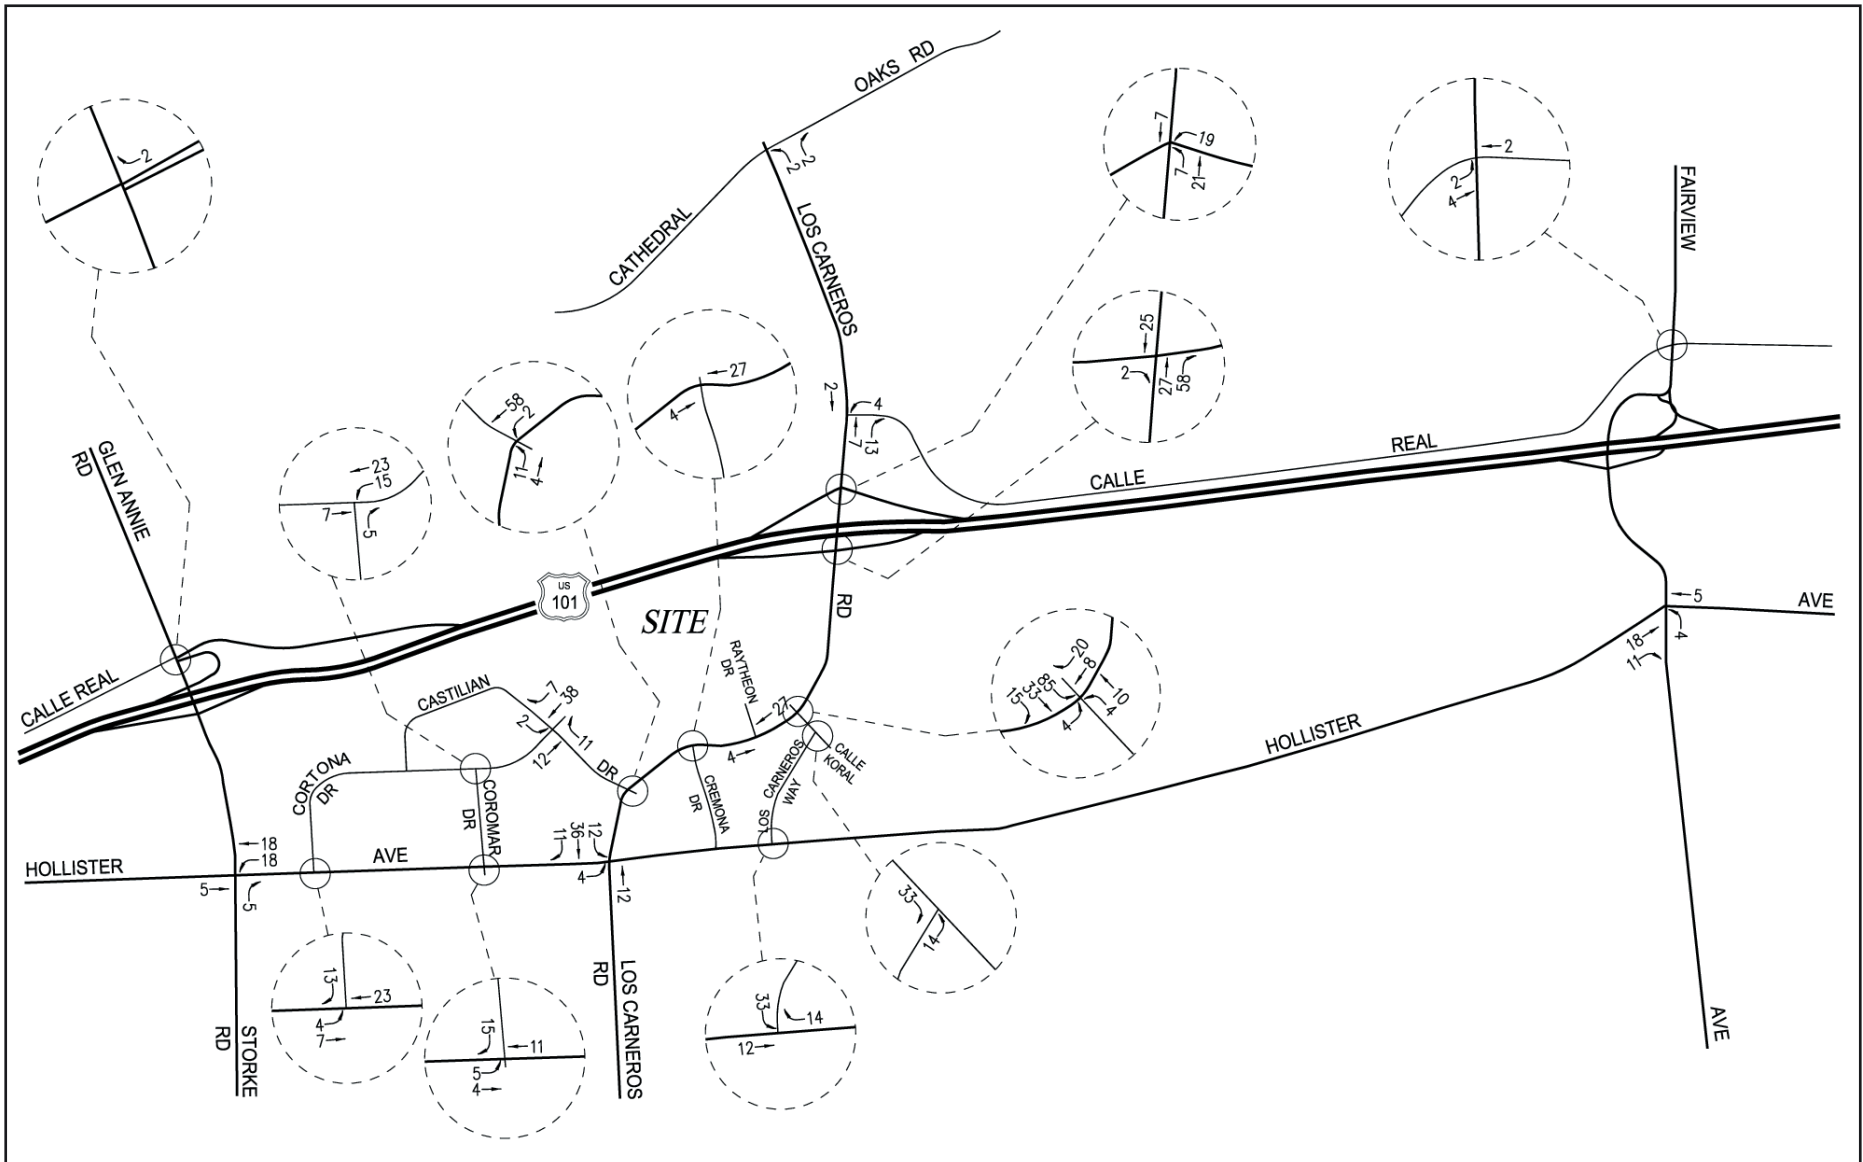 OAKS RD
CATHEDRAL
2
2
LOS CARNEROS
2
7
19
7
21
2
2
4
FAIRVIEW
27
4
25
2
27
58
58
2
11
4
2
4
7
13
23
15
7
5
GLEN ANNIE
RD
CALLE
REAL
US
101
SITE
RD
CALLE REAL
CASTILIAN
7
38
2
11
12
DR
RAYTHEON
DR
27
4
20
8
85
33
15
10
4
4
5
AVE
18
11
4
CORTONA
DR
COROMAR
DR
CREMONA
DR
LOS CARNEROS
WAY
CALLE
KORAL
HOLLISTER
HOLLISTER
AVE
18
18
5
5
11
36
12
4
12
33
14
13
23
4
7
15
11
5
4
33
14
12
STORKE
RD
LOS CARNEROS
RD
AVE